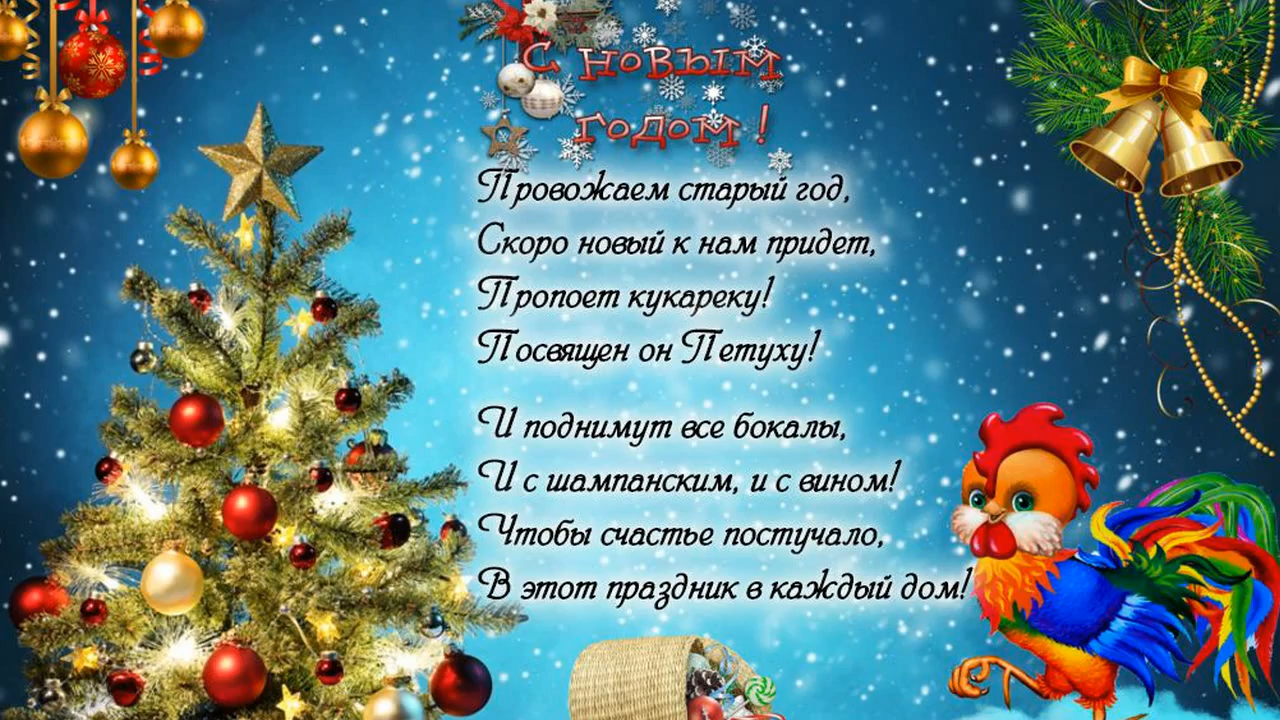 С новым
годом!
Провожаем старый год,
Скоро новый к нам придет,
Пропоет кукареку!
Посвящен он Петуху!
И поднимут все бокалы,
И с шампанским, и с вином!
Чтобы счастье постучало,
В этот праздник в каждый дом!